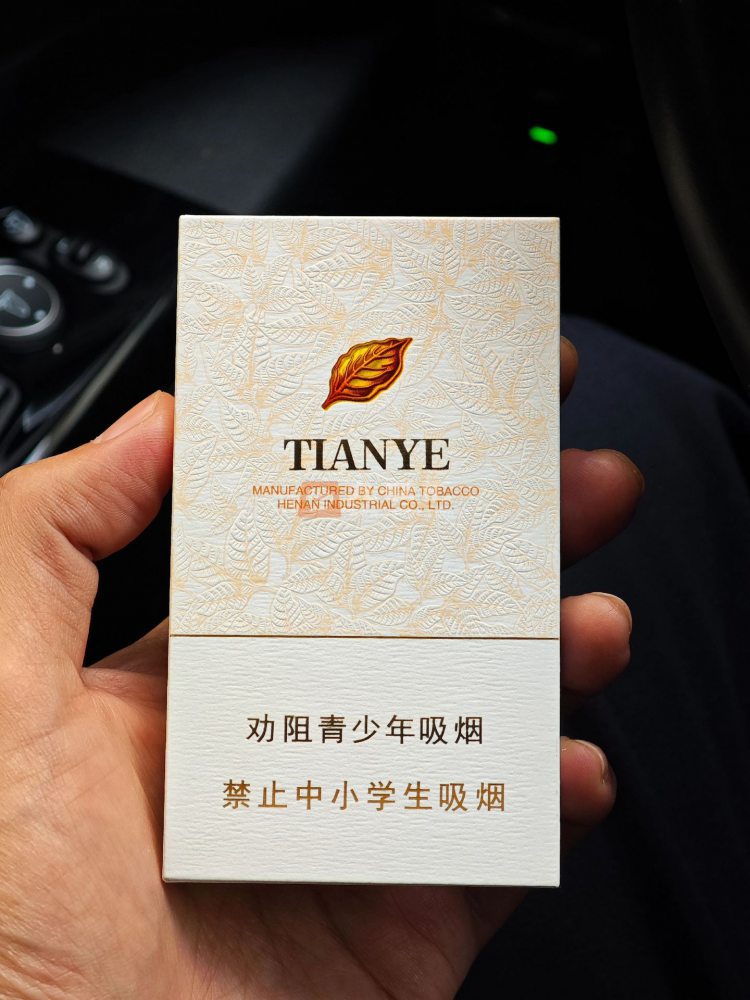 TIANYE
MANUFACTURED BY CHINA TOBACCO
HENAN INDUSTRIAL CO., LTD.
劝阻青少年吸烟
禁止中小学生吸烟